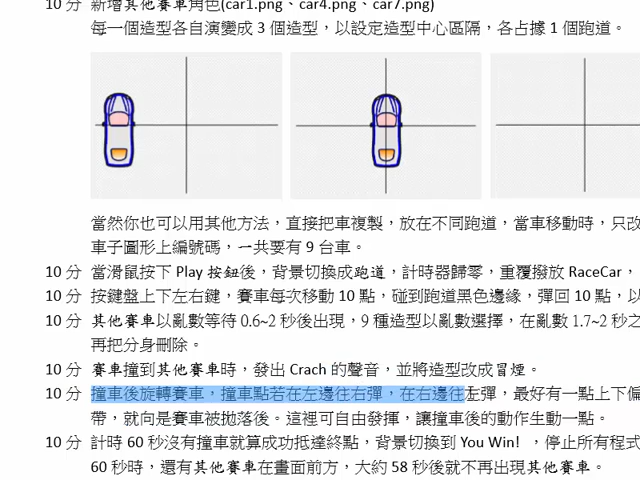 10 分 新增其他賽車角色(car1.png、car4.png、car7.png)
每一個造型各自演變成 3 個造型，以設定造型中心區隔，各占據 1 個跑道。
當然你也可以用其他方法，直接把車複製，放在不同跑道，當車移動時，只改
車子圖形上編號碼，一共要有 9 台車。
10 分 當滑鼠按下 Play 按鈕後，背景切換成跑道，計時器歸零，重覆撥放 RaceCar，
10 分 按鍵盤上下左右鍵，賽車每次移動 10 點，碰到跑道黑色邊緣，彈回 10 點，以
10 分 其他賽車以亂數等待 0.6~2 秒後出現，9 種造型以亂數選擇，在亂數 1.7~2 秒之
再把分身刪除。
10 分 賽車撞到其他賽車時，發出 Crach 的聲音，並將造型改成冒煙。
10 分 撞車後旋轉賽車，撞車點若在左邊往右彈，在右邊往左彈，最好有一點上下偏
帶，就向是賽車被拋落後。這裡可自由發揮，讓撞車後的動作生動一點。
10 分 計時 60 秒沒有撞車就算成功抵達終點，背景切換到 You Win! ，停止所有程式
60 秒時，還有其他賽車在畫面前方，大約 58 秒後就不再出現其他賽車。